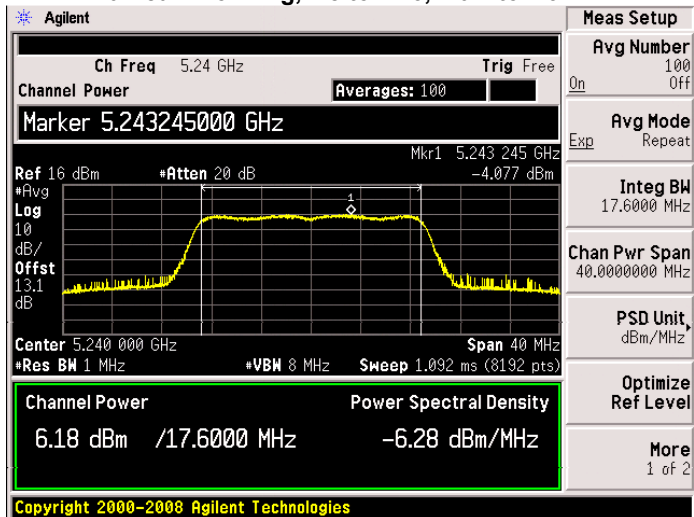 Agilent
Meas Setup
Ch Freq 5.24 GHz Trig Free
Channel Power Averages: 100
Marker 5.243245000 GHz
Mkr1 5.243 245 GHz
Ref 16 dBm #Atten 20 dB -4.077 dBm
#Avg
Log
10
dB/
Offst
13.1
dB
1
Center 5.240 000 GHz Span 40 MHz
#Res BW 1 MHz #VBW 8 MHz Sweep 1.092 ms (8192 pts)
Channel Power Power Spectral Density
6.18 dBm /17.6000 MHz -6.28 dBm/MHz
Copyright 2000-2008 Agilent Technologies
Avg Number
100
On Off
Avg Mode
Exp Repeat
Integ BW
17.6000 MHz
Chan Pwr Span
40.0000000 MHz
PSD Unit
dBm/MHz
Optimize
Ref Level
More
1 of 2